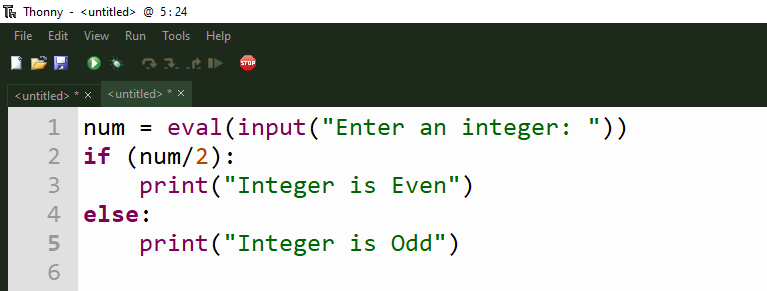 Thonny - <untitled> @ 5:24
File Edit View Run Tools Help
STOP
<untitled> * × <untitled> * ×
1 num = eval(input("Enter an integer: "))
2 if (num/2):
3     print("Integer is Even")
4 else:
5     print("Integer is Odd")
6